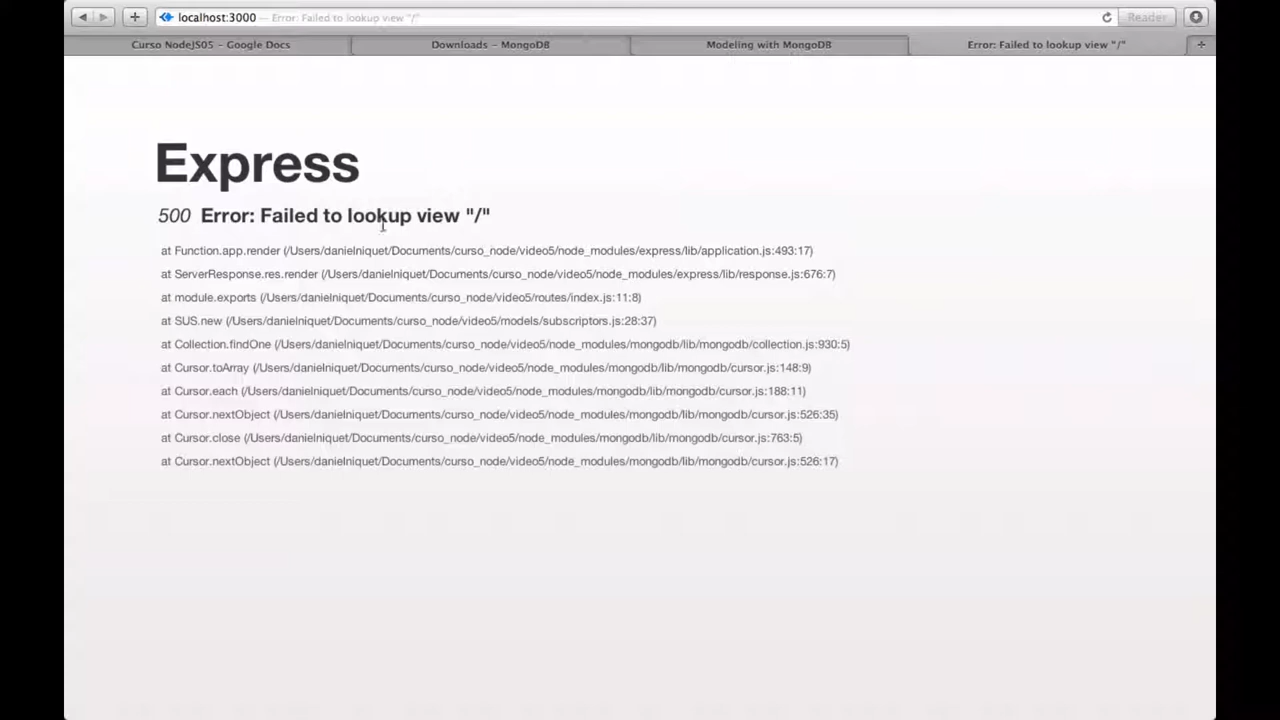 localhost:3000 — Error: Failed to lookup view "/"
Reader
Curso NodeJS05 – Google Docs
Downloads – MongoDB
Modeling with MongoDB
Error: Failed to lookup view "/"
Express
500 Error: Failed to lookup view "/"
at Function.app.render (/Users/danielniquet/Documents/curso_node/video5/node_modules/express/lib/application.js:493:17)
at ServerResponse.res.render (/Users/danielniquet/Documents/curso_node/video5/node_modules/express/lib/response.js:676:7)
at module.exports (/Users/danielniquet/Documents/curso_node/video5/routes/index.js:11:8)
at SUS.new (/Users/danielniquet/Documents/curso_node/video5/models/subscriptors.js:28:37)
at Collection.findOne (/Users/danielniquet/Documents/curso_node/video5/node_modules/mongodb/lib/mongodb/collection.js:930:5)
at Cursor.toArray (/Users/danielniquet/Documents/curso_node/video5/node_modules/mongodb/lib/mongodb/cursor.js:148:9)
at Cursor.each (/Users/danielniquet/Documents/curso_node/video5/node_modules/mongodb/lib/mongodb/cursor.js:188:11)
at Cursor.nextObject (/Users/danielniquet/Documents/curso_node/video5/node_modules/mongodb/lib/mongodb/cursor.js:526:35)
at Cursor.close (/Users/danielniquet/Documents/curso_node/video5/node_modules/mongodb/lib/mongodb/cursor.js:763:5)
at Cursor.nextObject (/Users/danielniquet/Documents/curso_node/video5/node_modules/mongodb/lib/mongodb/cursor.js:526:17)